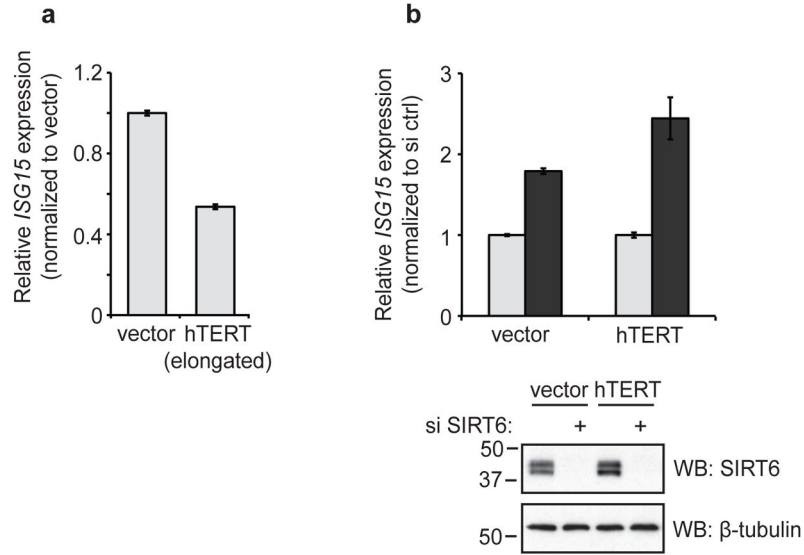 a
Relative ISG15 expression
(normalized to vector)
1.2
0.8
0.4
0
vector hTERT
(elongated)
b
Relative ISG15 expression
(normalized to si ctrl)
3
2
1
0
vector hTERT
vector hTERT
si SIRT6: + +
50
37
WB: SIRT6
50
WB: β-tubulin